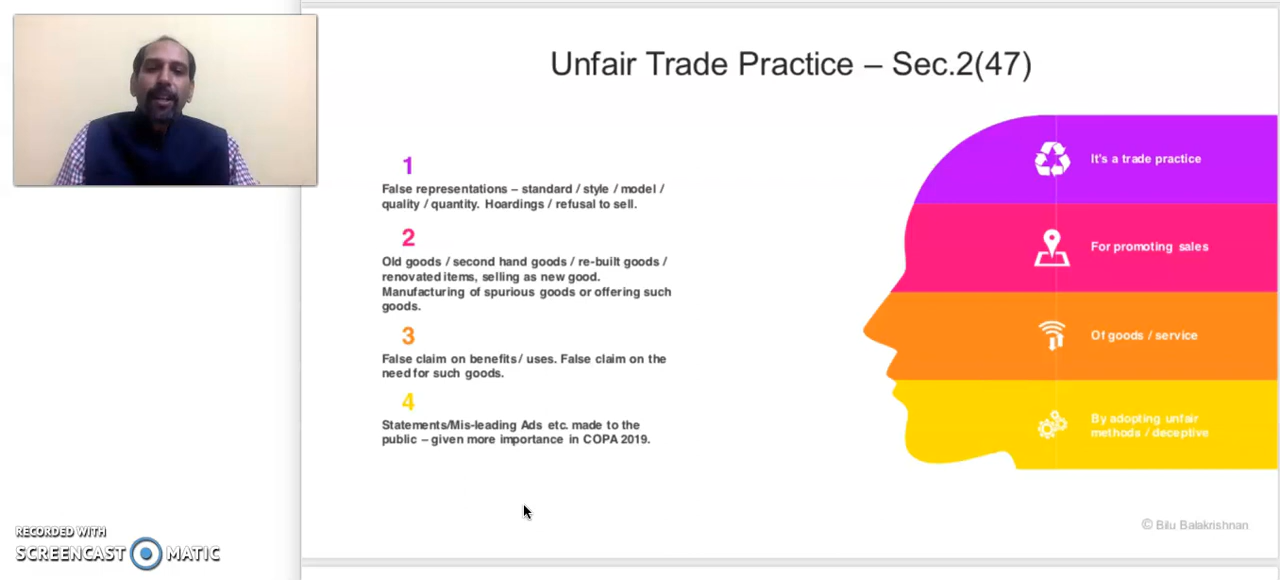 Unfair Trade Practice – Sec.2(47)
1
False representations – standard / style / model /
quality / quantity. Hoardings / refusal to sell.
2
Old goods / second hand goods / re-built goods /
renovated items, selling as new good.
Manufacturing of spurious goods or offering such
goods.
3
False claim on benefits / uses. False claim on the
need for such goods.
4
Statements/Mis-leading Ads etc. made to the
public – given more importance in COPA 2019.
It's a trade practice
For promoting sales
Of goods / service
By adopting unfair
methods / deceptive
© Bilu Balakrishnan
RECORDED WITH
SCREENCAST MATIC